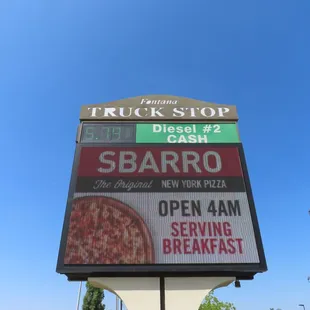 Fontana
TRUCK STOP
Diesel #2
CASH
SBARRO
The Original NEW YORK PIZZA
OPEN 4AM
SERVING
BREAKFAST